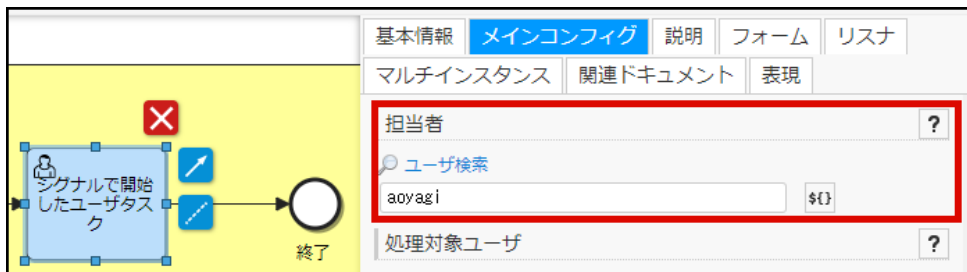 基本情報 メインコンフィグ 説明 フォーム リスナ
マルチインスタンス 関連ドキュメント 表現
担当者 ?
ユーザ検索
aoyagi ${}
処理対象ユーザ ?
シグナルで開始
したユーザタス
ク
終了